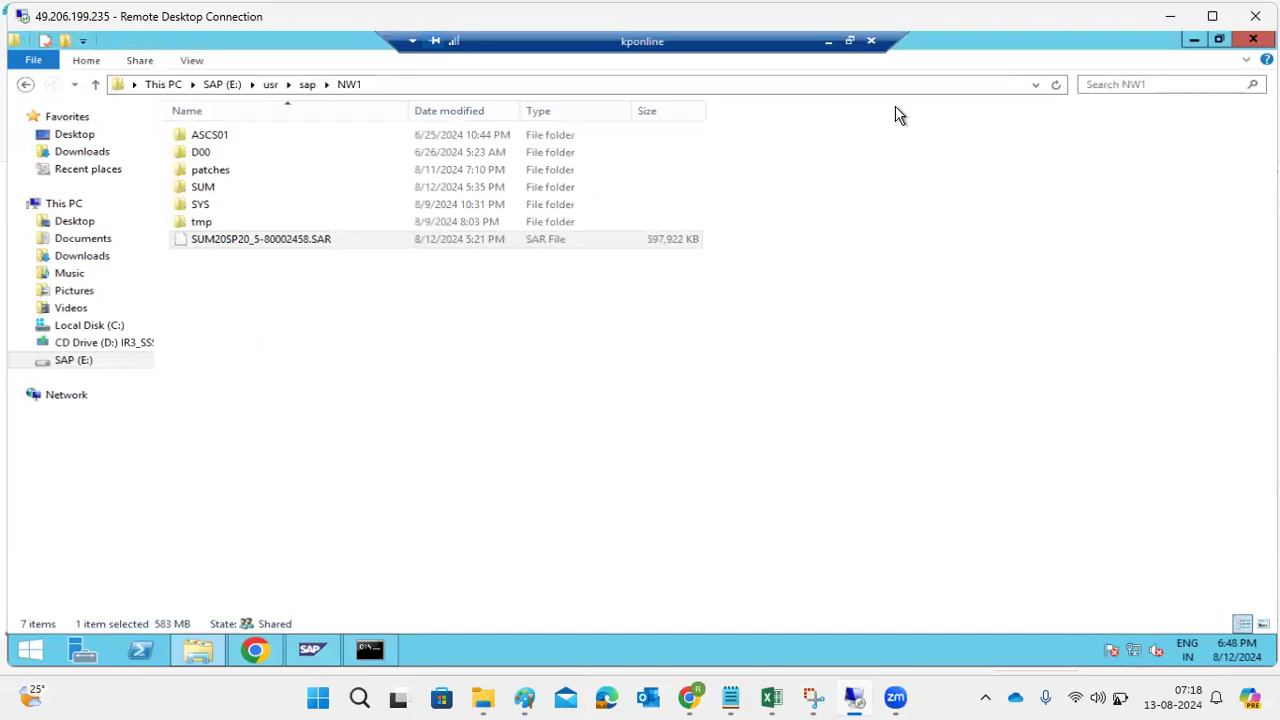 49.206.199.235 - Remote Desktop Connection
kponline
File Home Share View
This PC SAP (E:) usr sap NW1
Search NW1
Name Date modified Type Size
Favorites
Desktop
Downloads
Recent places
This PC
Desktop
Documents
Downloads
Music
Pictures
Videos
Local Disk (C:)
CD Drive (D:) IR3_SSS
SAP (E:)
Network
ASCS01 6/25/2024 10:44 PM File folder
D00 6/26/2024 5:23 AM File folder
patches 8/11/2024 7:10 PM File folder
SUM 8/12/2024 5:35 PM File folder
SYS 8/9/2024 10:31 PM File folder
tmp 8/9/2024 8:03 PM File folder
SUM20SP20_5-80002458.SAR 8/12/2024 5:21 PM SAR File 597,922 KB
7 items 1 item selected 583 MB State: Shared
SAP
C:\.
ENG
IN
6:48 PM
8/12/2024
25°
zm
07:18
13-08-2024
PRE